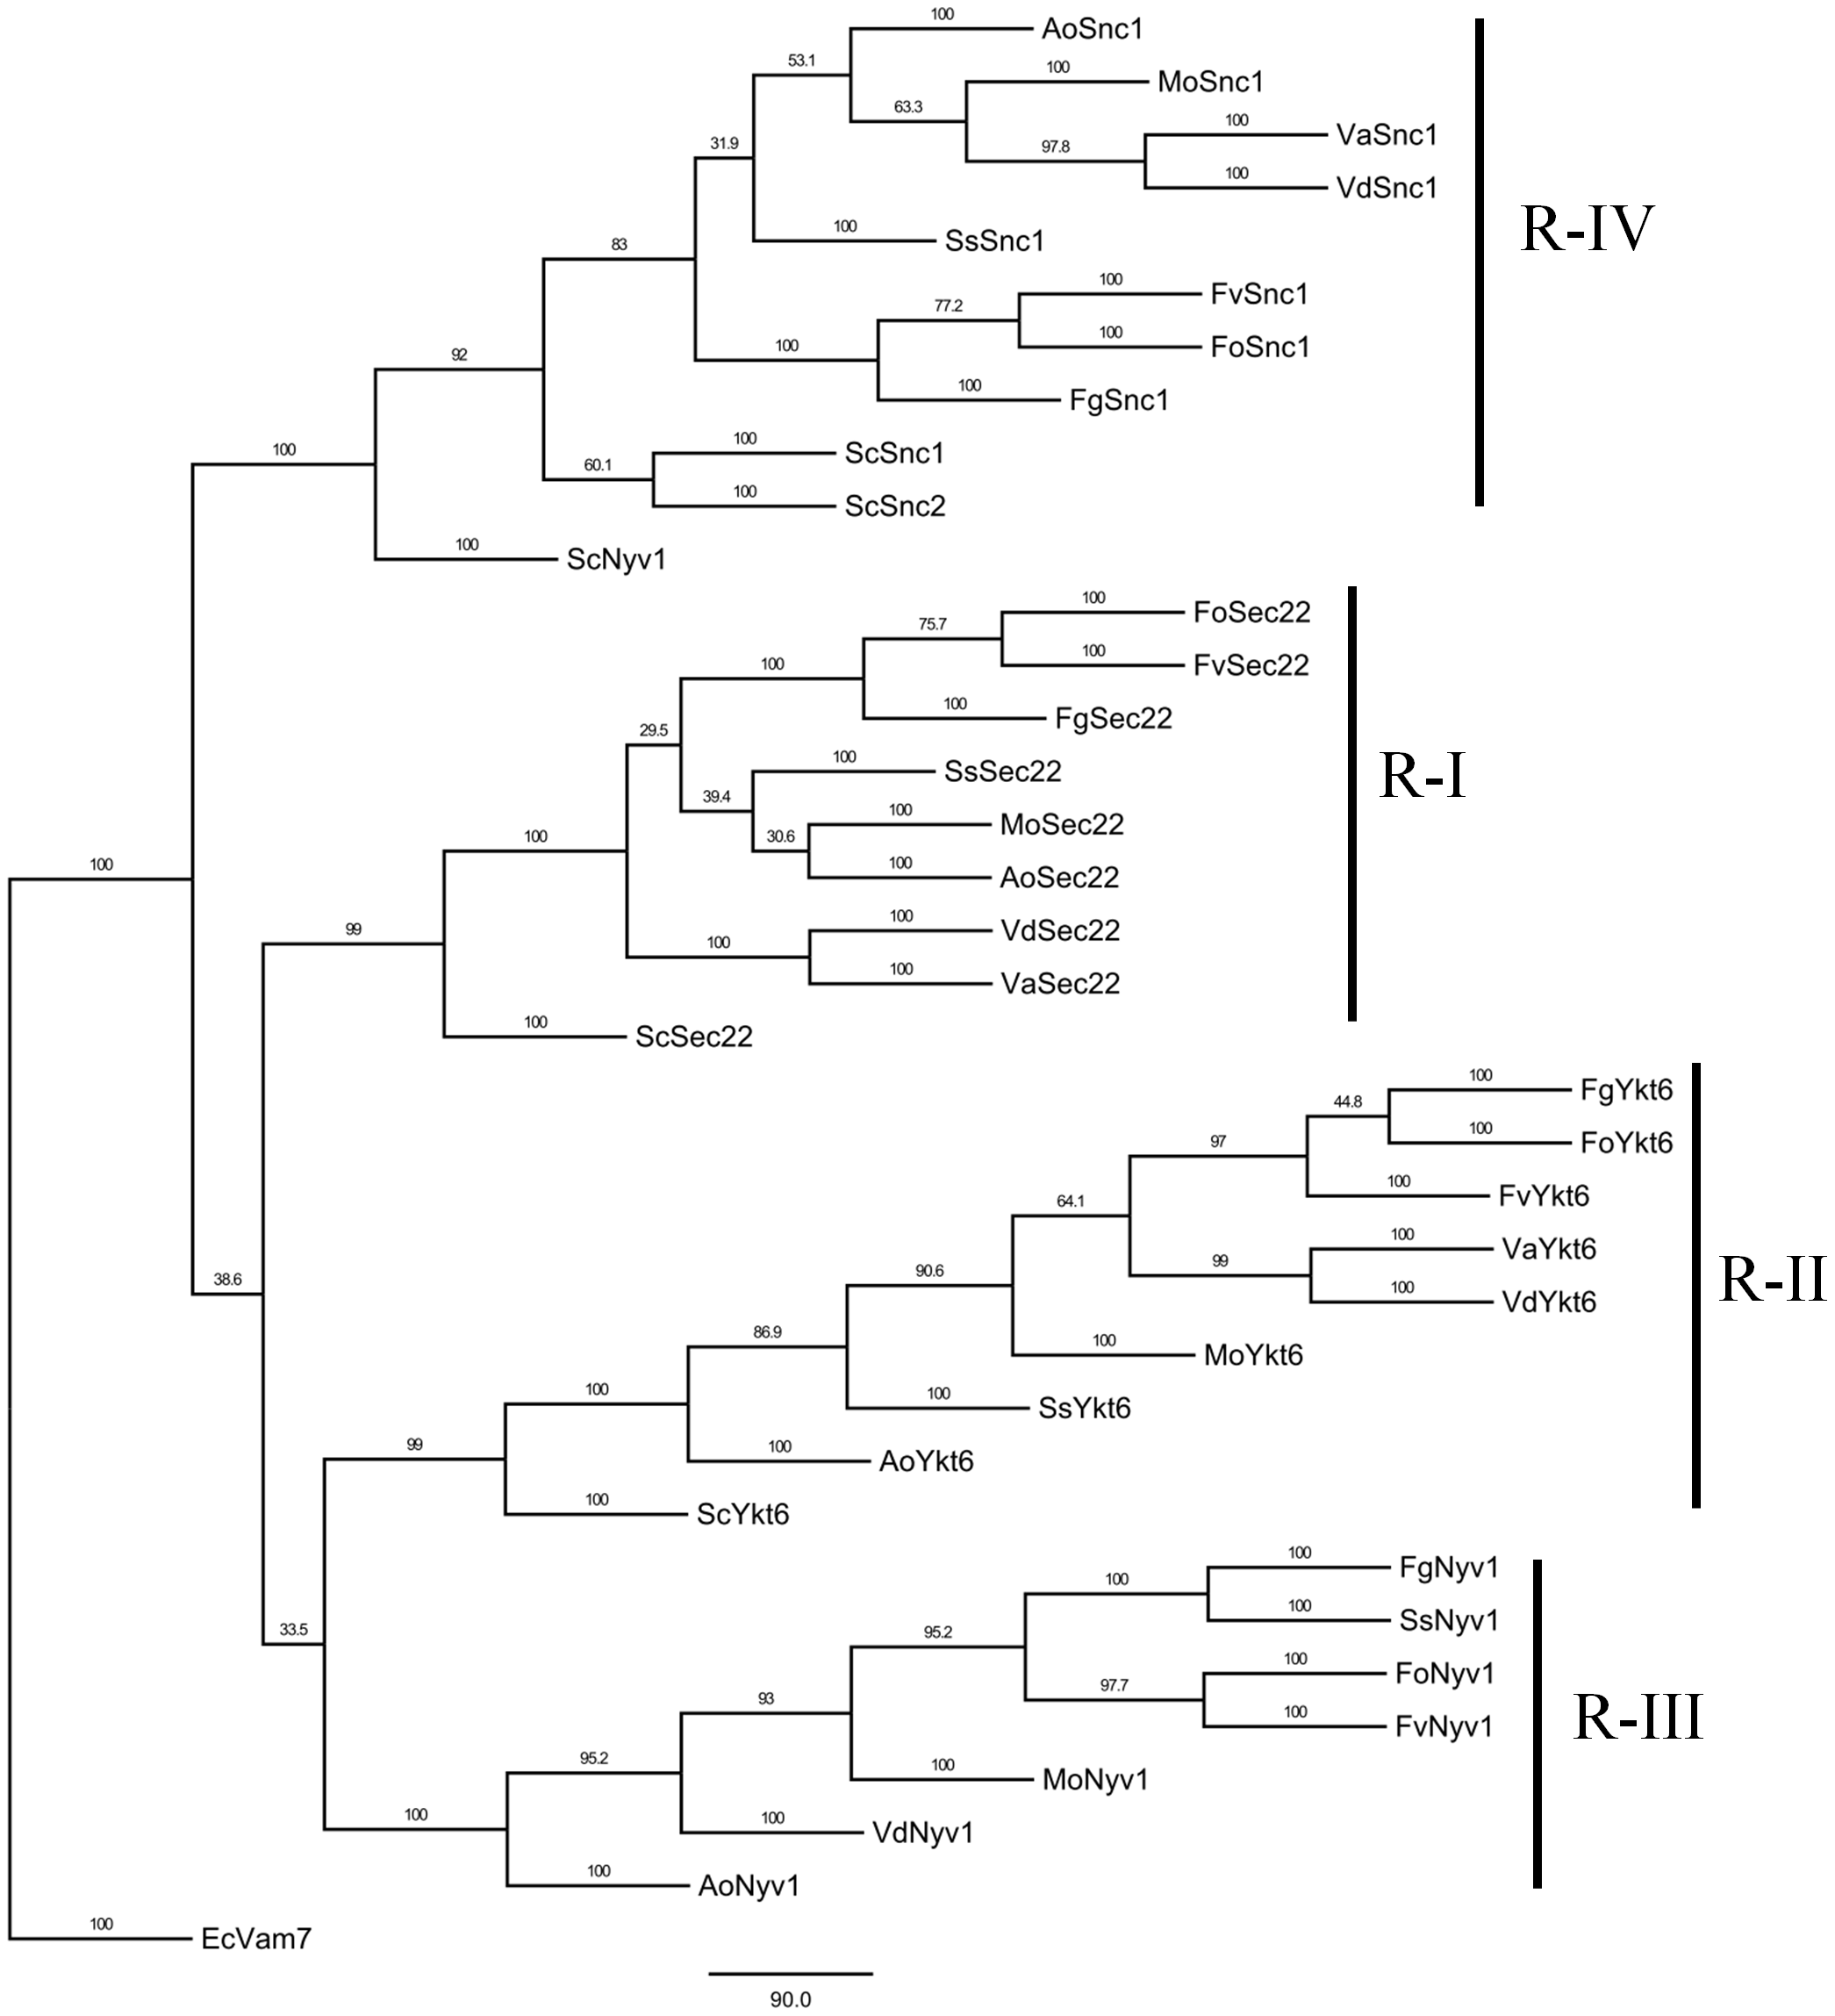 100
AoSnc1
53.1
100
MoSnc1
63.3
100
VaSnc1
97.8
100
VdSnc1
31.9
100
SsSnc1
R-IV
83
100
FvSnc1
77.2
100
FoSnc1
100
100
FgSnc1
92
100
ScSnc1
60.1
100
ScSnc2
100
100
ScNyv1
100
FoSec22
75.7
100
FvSec22
100
100
FgSec22
29.5
100
SsSec22
R-I
39.4
100
MoSec22
30.6
100
AoSec22
100
100
VdSec22
100
100
VaSec22
99
100
ScSec22
100
100
FgYkt6
44.8
100
FoYkt6
97
100
FvYkt6
64.1
100
VaYkt6
99
100
VdYkt6
R-II
90.6
100
MoYkt6
86.9
100
SsYkt6
100
100
AoYkt6
99
100
ScYkt6
38.6
33.5
100
FgNyv1
100
100
SsNyv1
95.2
100
FoNyv1
97.7
100
FvNyv1
R-III
93
100
MoNyv1
95.2
100
VdNyv1
100
100
AoNyv1
100
EcVam7
90.0